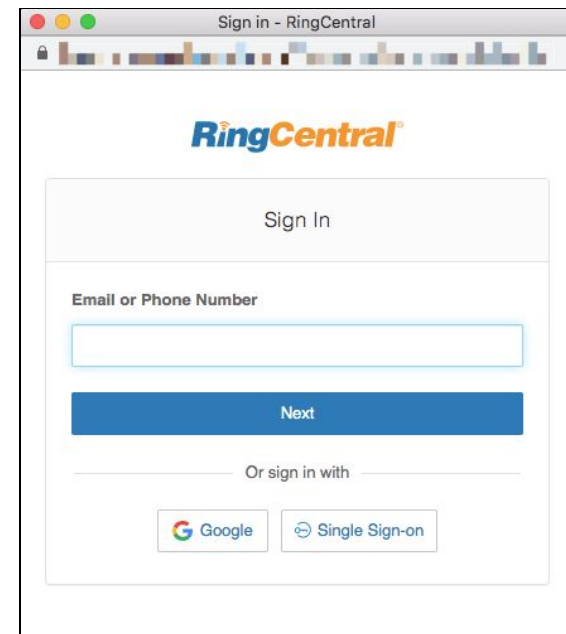 Sign in - RingCentral
RingCentral
Sign In
Email or Phone Number
Next
Or sign in with
Google
Single Sign-on